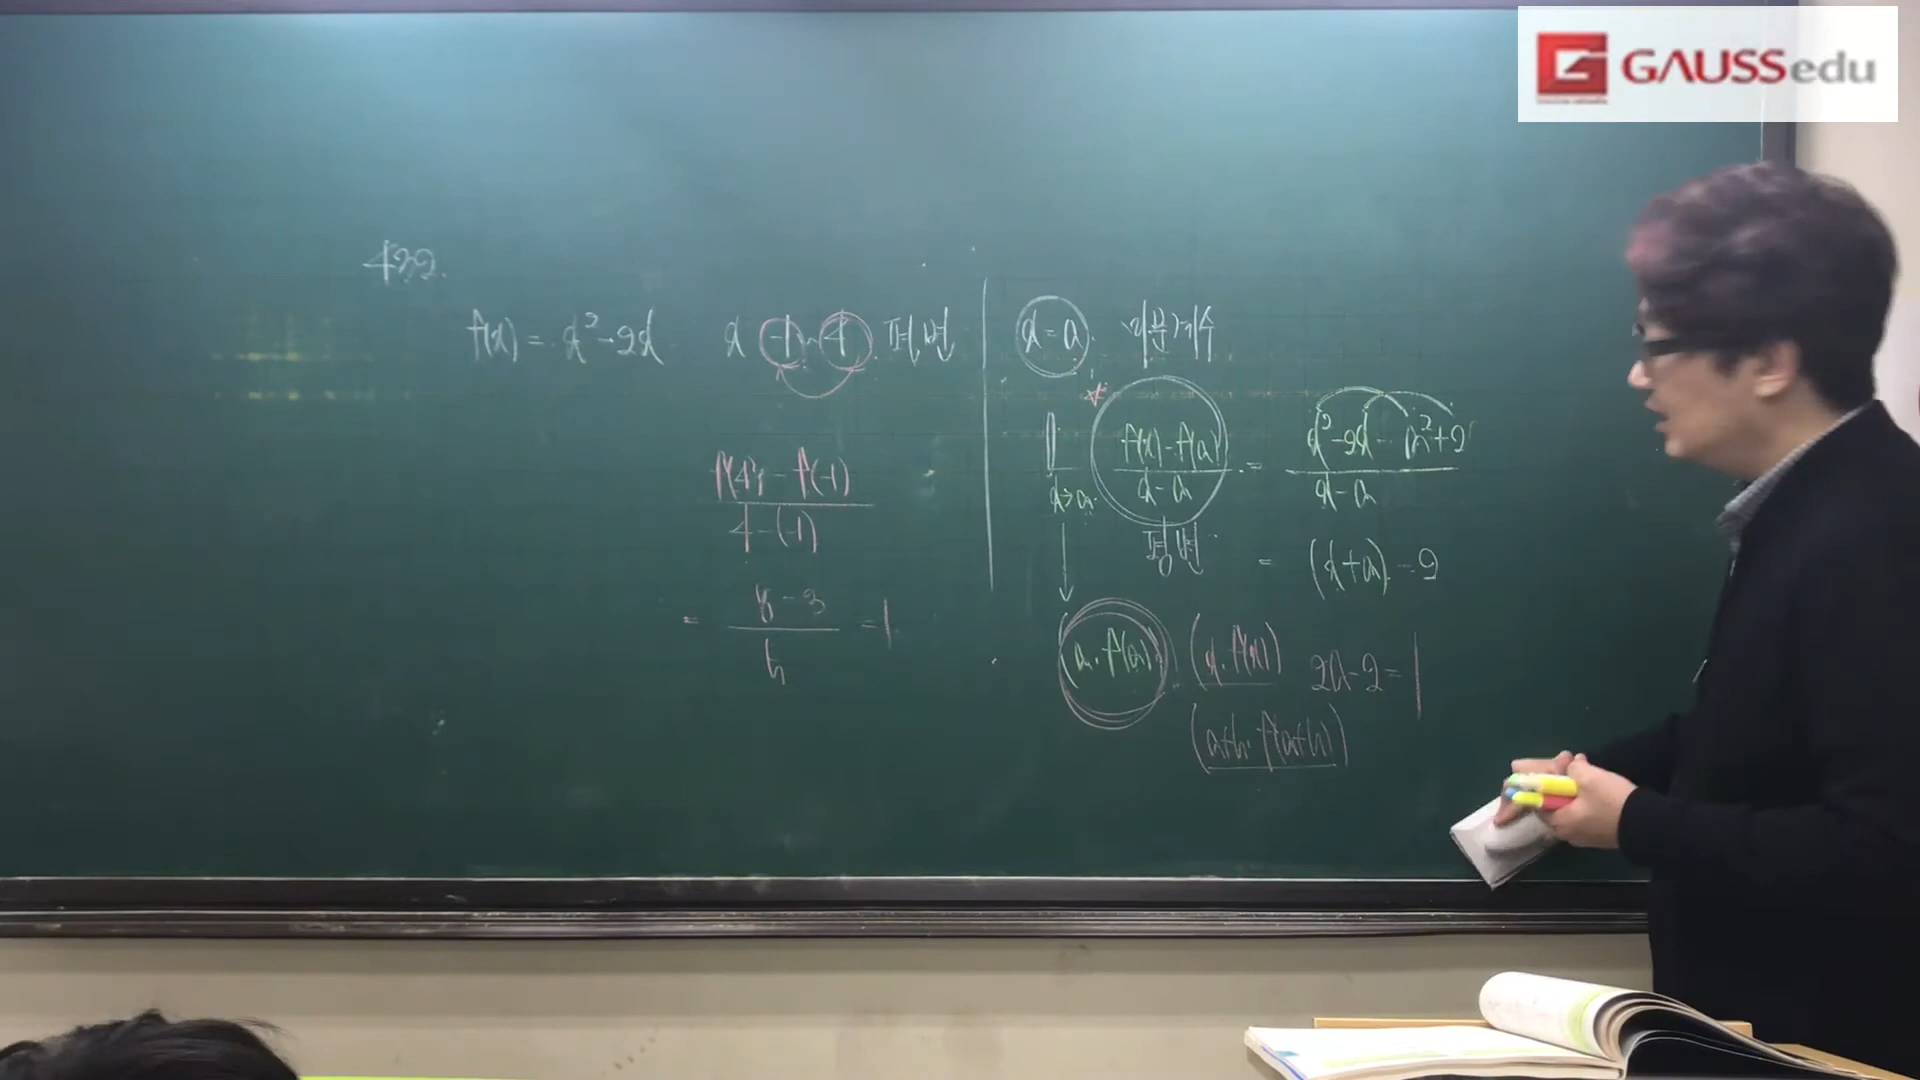 GAUSSedu
422.
f(x) = x²-2x   x -1~4 평변
f(4) - f(-1)
4-(-1)
= 8-3 / 5 = 1
x=a. 미분계수
lim x→a f(x)-f(a) / x-a = x²-2x- a²+2 / x-a
평변
= (x+a)-2
(a, f(a)) (x, f(x)) 2a-2=1
(a+h, f(a+h))